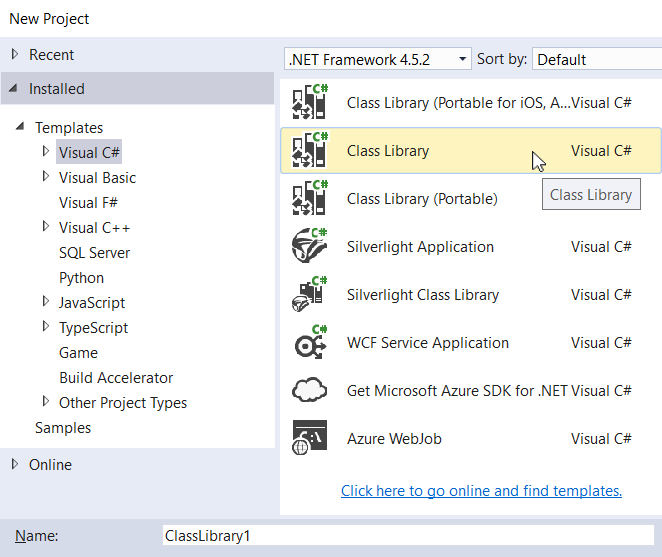 New Project
Recent
Installed
Templates
Visual C#
Visual Basic
Visual F#
Visual C++
SQL Server
Python
JavaScript
TypeScript
Game
Build Accelerator
Other Project Types
Samples
Online
.NET Framework 4.5.2 Sort by: Default
C# Class Library (Portable for iOS, A...Visual C#
C# Class Library Visual C#
C# Class Library (Portable)
Class Library
C# Silverlight Application Visual C#
C# Silverlight Class Library Visual C#
C# WCF Service Application Visual C#
Get Microsoft Azure SDK for .NET Visual C#
Azure WebJob Visual C#
Click here to go online and find templates.
Name: ClassLibrary1